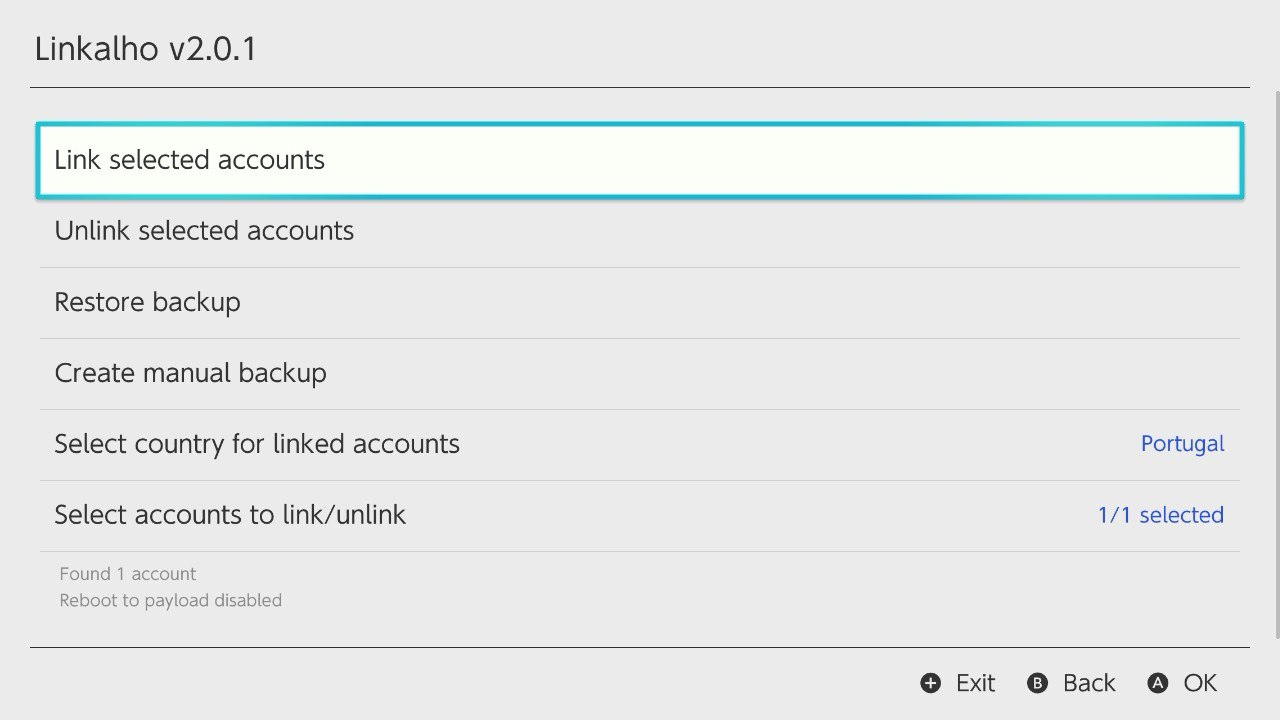 Linkalho v2.0.1
Link selected accounts
Unlink selected accounts
Restore backup
Create manual backup
Select country for linked accounts Portugal
Select accounts to link/unlink 1/1 selected
Found 1 account
Reboot to payload disabled
+ Exit B Back A OK